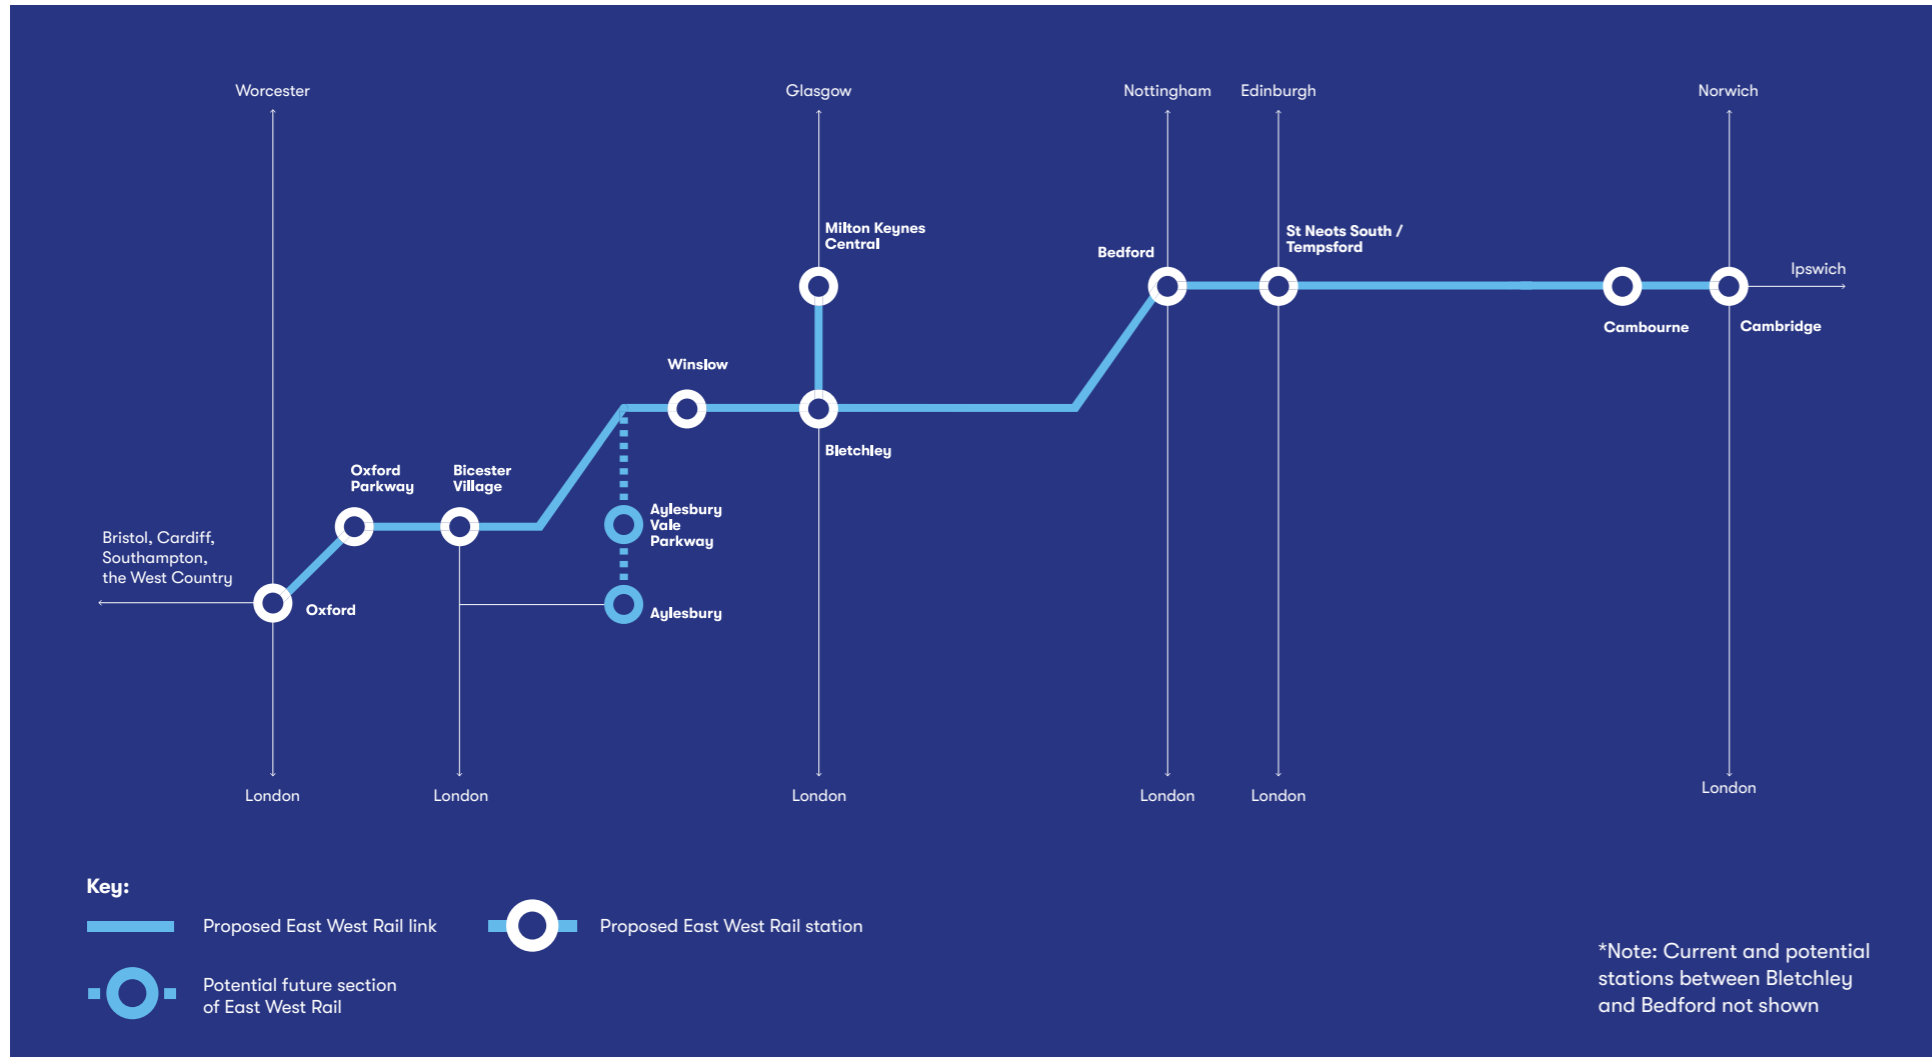 Worcester
Glasgow
Nottingham
Edinburgh
Norwich
Milton Keynes
Central
St Neots South /
Tempsford
Bedford
Ipswich
Cambourne
Cambridge
Winslow
Bletchley
Oxford
Parkway
Bicester
Village
Aylesbury
Vale
Parkway
Bristol, Cardiff,
Southampton,
the West Country
Oxford
Aylesbury
London
London
London
London
London
London
Key:
Proposed East West Rail link
Proposed East West Rail station
Potential future section
of East West Rail
*Note: Current and potential
stations between Bletchley
and Bedford not shown